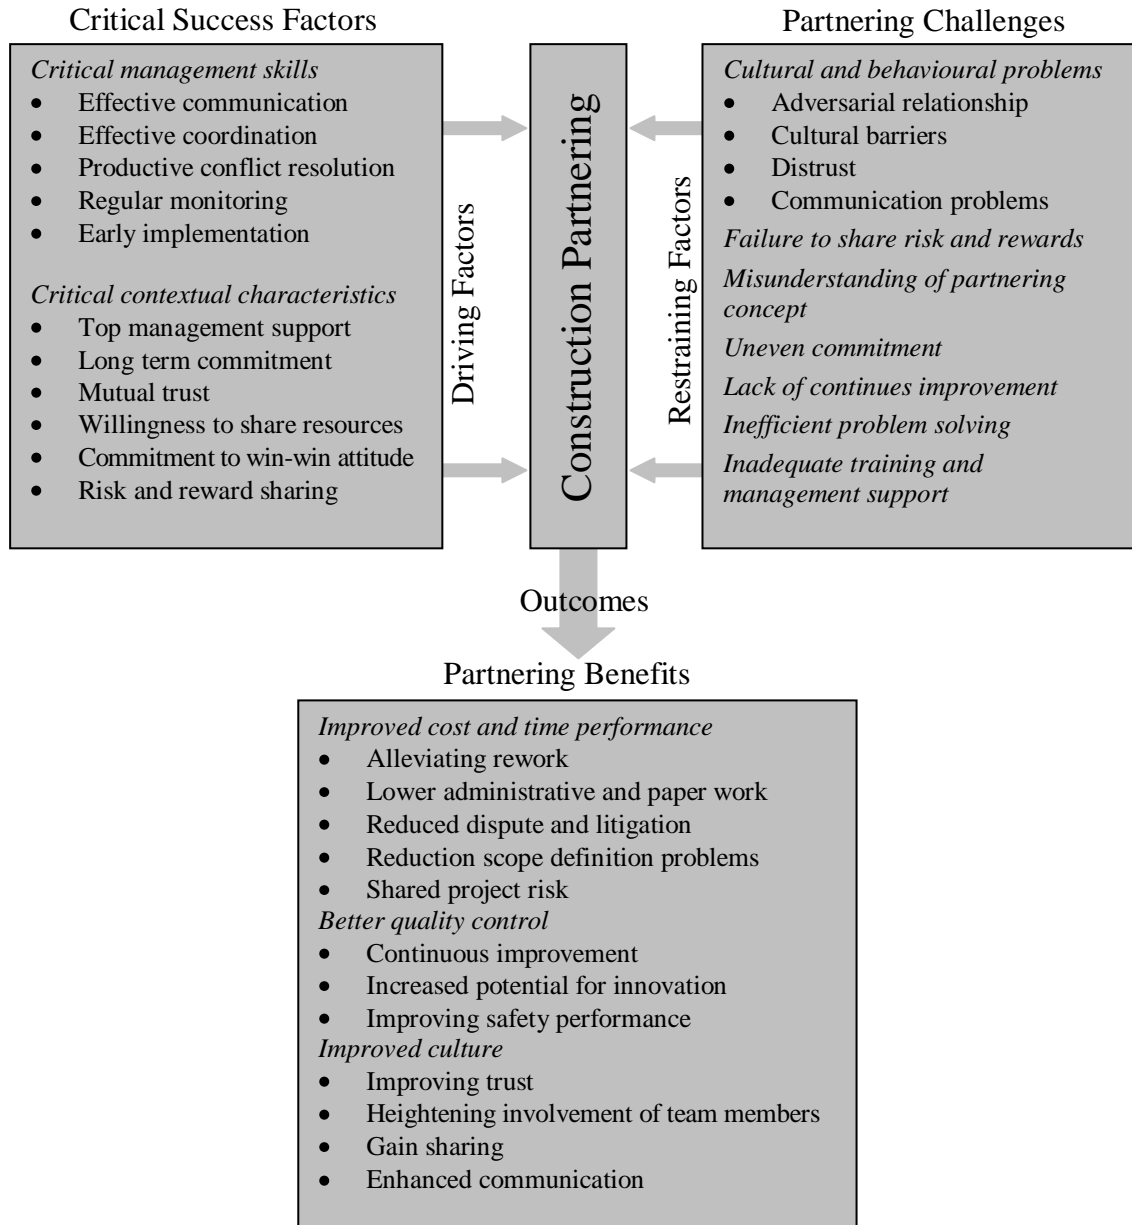 Critical Success Factors
Critical management skills
• Effective communication
• Effective coordination
• Productive conflict resolution
• Regular monitoring
• Early implementation
Critical contextual characteristics
• Top management support
• Long term commitment
• Mutual trust
• Willingness to share resources
• Commitment to win-win attitude
• Risk and reward sharing
Driving Factors
Construction Partnering
Restraining Factors
Partnering Challenges
Cultural and behavioural problems
• Adversarial relationship
• Cultural barriers
• Distrust
• Communication problems
Failure to share risk and rewards
Misunderstanding of partnering
concept
Uneven commitment
Lack of continues improvement
Inefficient problem solving
Inadequate training and
management support
Outcomes
Partnering Benefits
Improved cost and time performance
• Alleviating rework
• Lower administrative and paper work
• Reduced dispute and litigation
• Reduction scope definition problems
• Shared project risk
Better quality control
• Continuous improvement
• Increased potential for innovation
• Improving safety performance
Improved culture
• Improving trust
• Heightening involvement of team members
• Gain sharing
• Enhanced communication